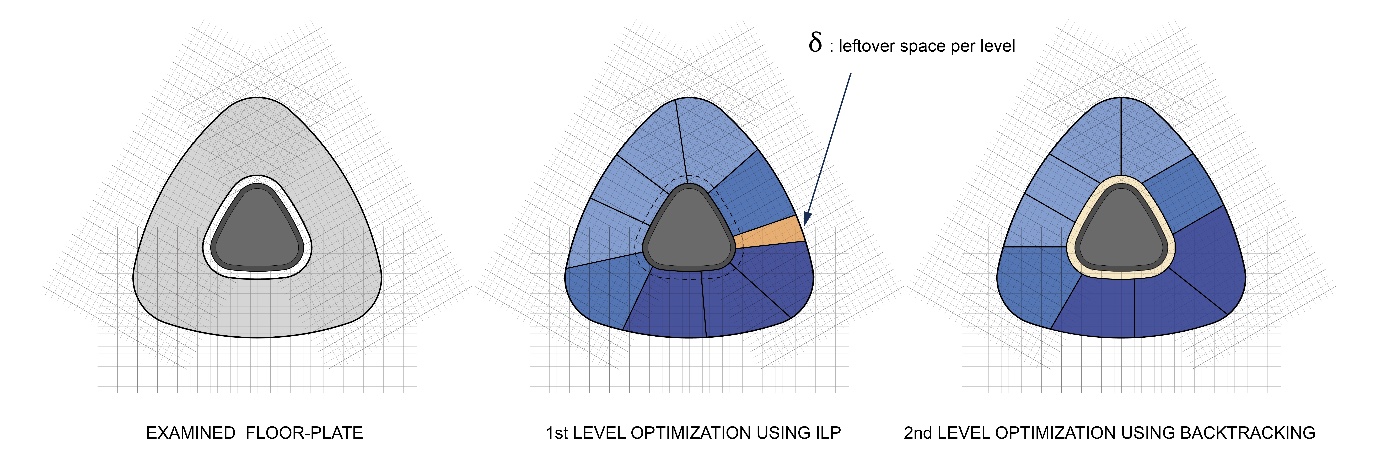 δ : leftover space per level
EXAMINED FLOOR-PLATE
1st LEVEL OPTIMIZATION USING ILP
2nd LEVEL OPTIMIZATION USING BACKTRACKING